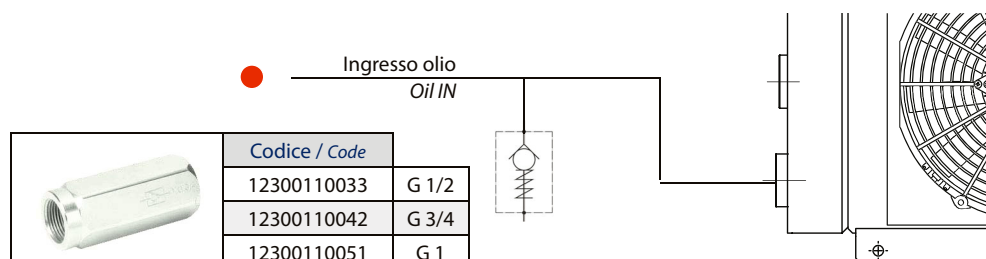 Ingresso olio
Oil IN
Codice / Code
12300110033 G 1/2
12300110042 G 3/4
12300110051 G 1